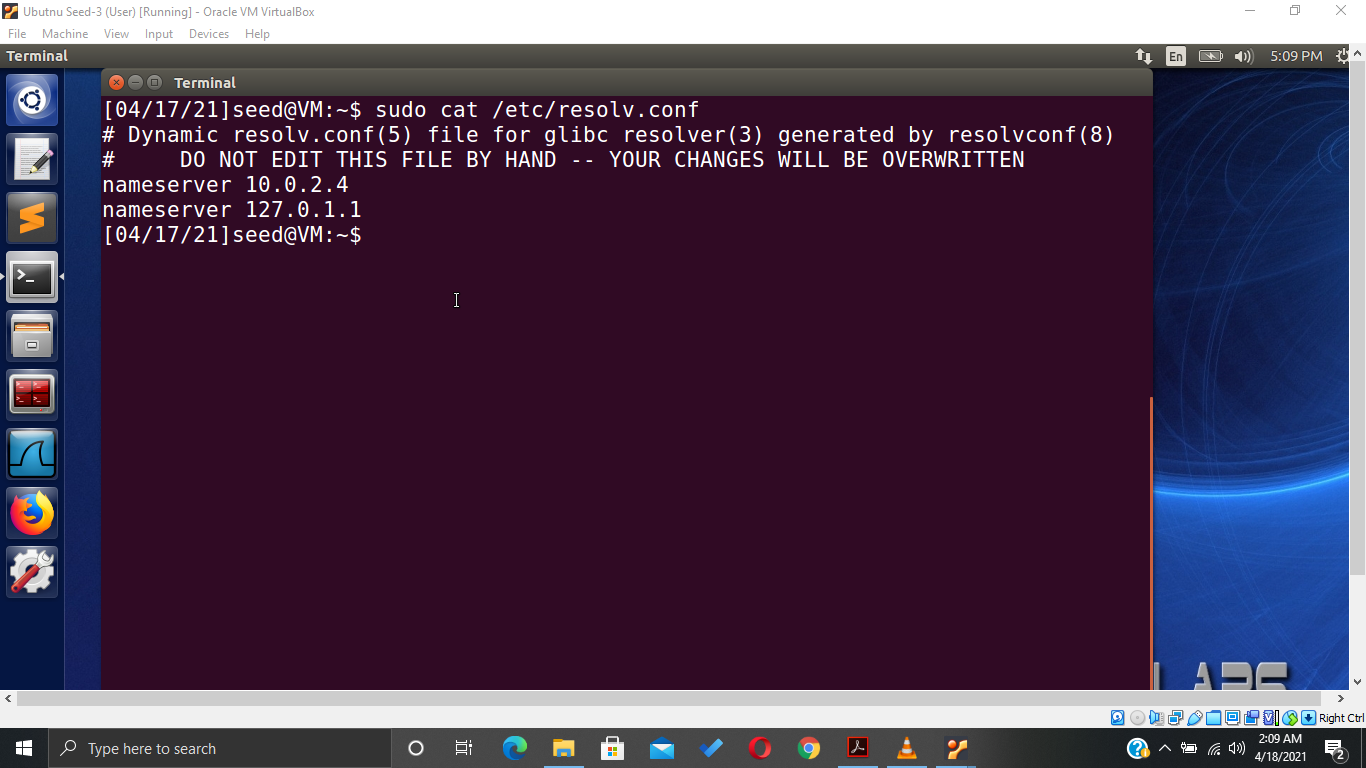 Ubutnu Seed-3 (User) [Running] - Oracle VM VirtualBox
File Machine View Input Devices Help
Terminal En 5:09 PM
Terminal
[04/17/21]seed@VM:~$ sudo cat /etc/resolv.conf
# Dynamic resolv.conf(5) file for glibc resolver(3) generated by resolvconf(8)
#     DO NOT EDIT THIS FILE BY HAND -- YOUR CHANGES WILL BE OVERWRITTEN
nameserver 10.0.2.4
nameserver 127.0.1.1
[04/17/21]seed@VM:~$
Right Ctrl
Type here to search
2:09 AM
4/18/2021
2